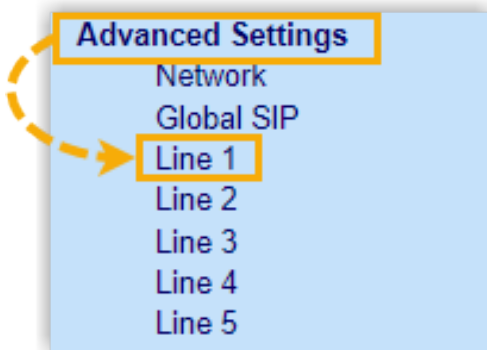 Advanced Settings
Network
Global SIP
Line 1
Line 2
Line 3
Line 4
Line 5